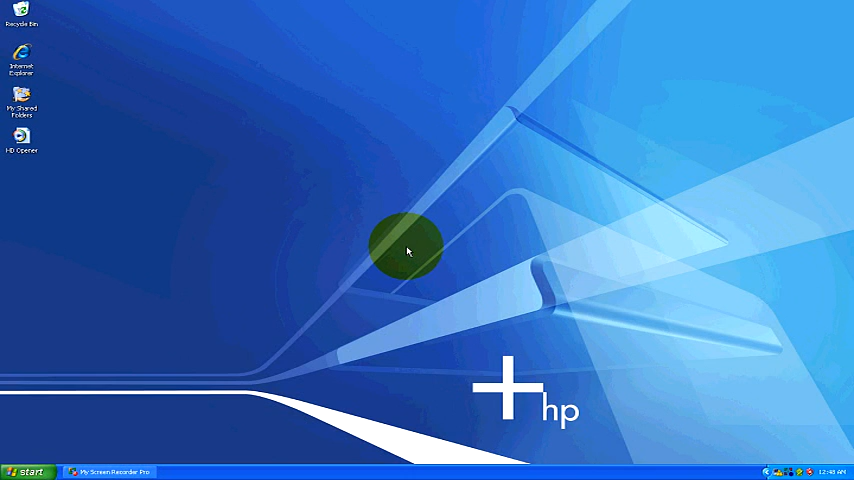 Recycle Bin
Internet
Explorer
My Shared
Folders
HD Opener
hp
start
My Screen Recorder Pro
12:48 AM